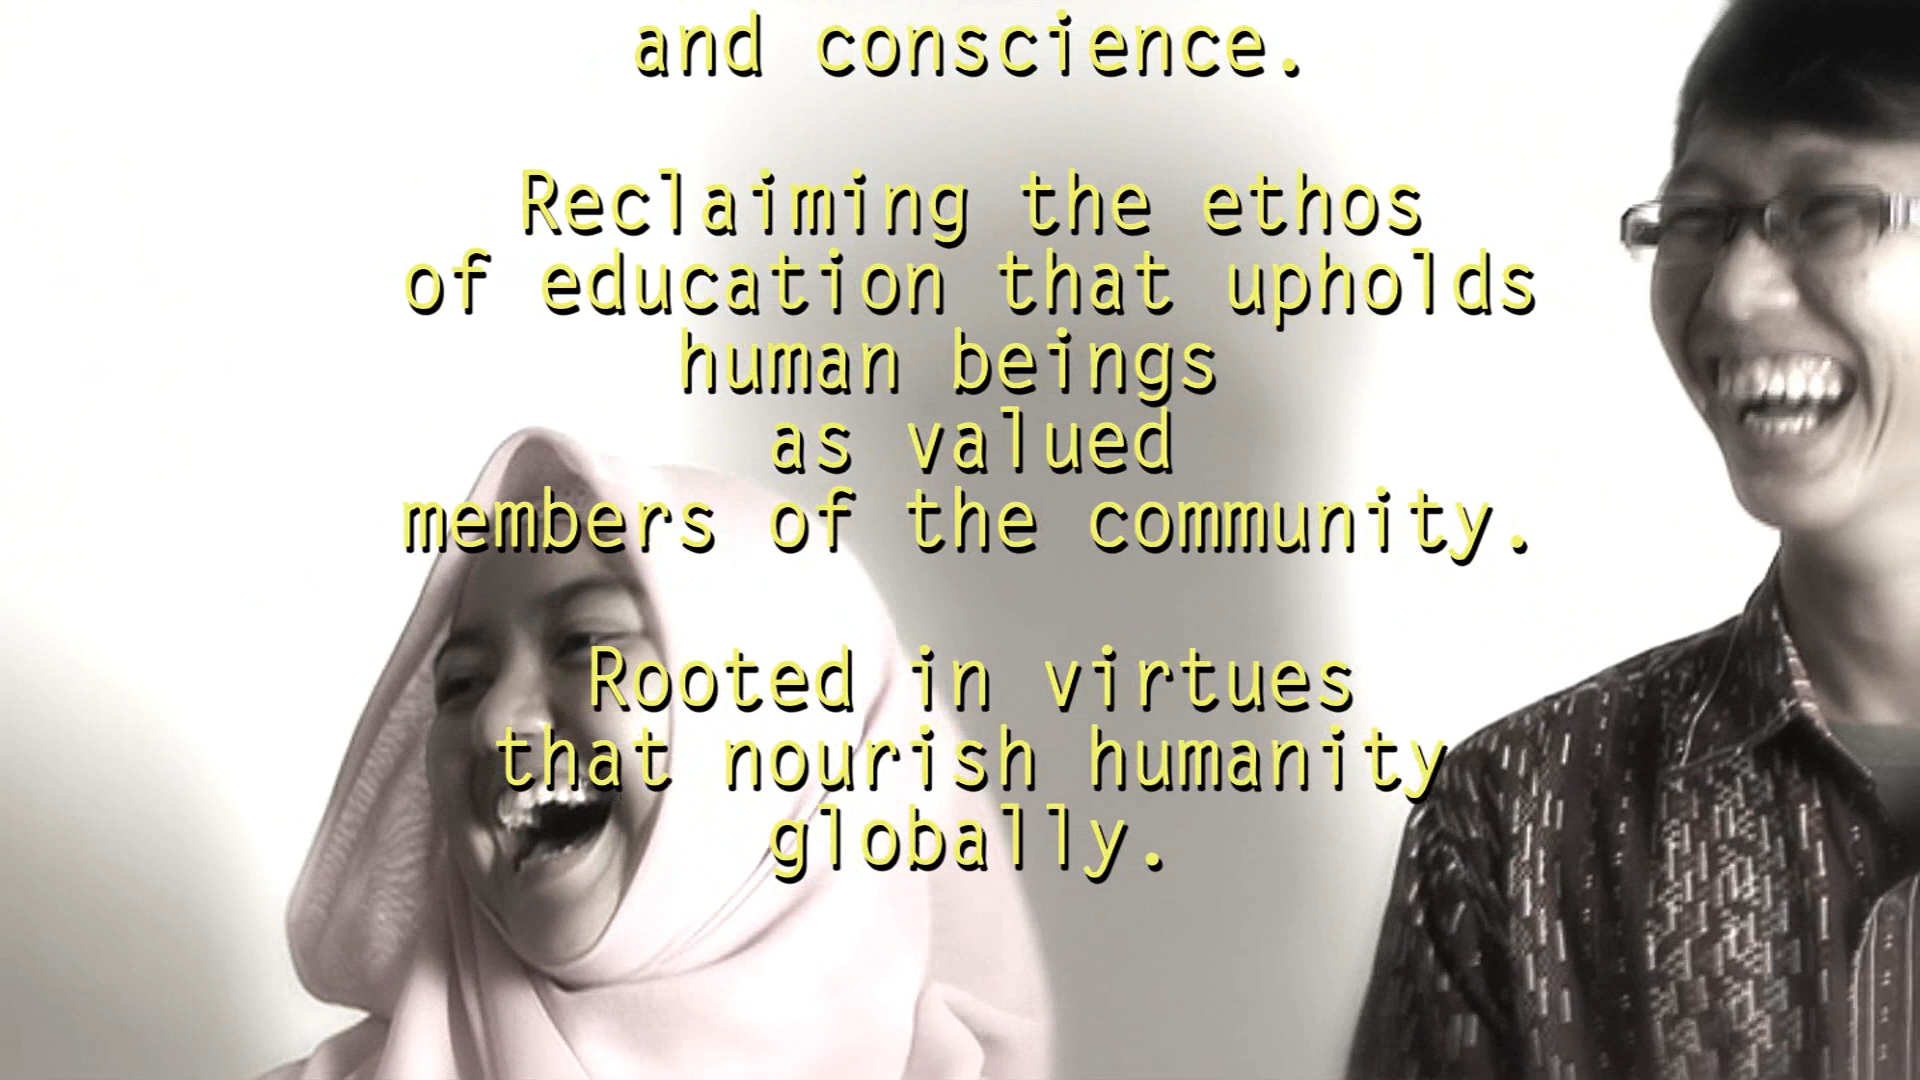 and conscience.
Reclaiming the ethos
of education that upholds
human beings
as valued
members of the community.
Rooted in virtues
that nourish humanity
globally.